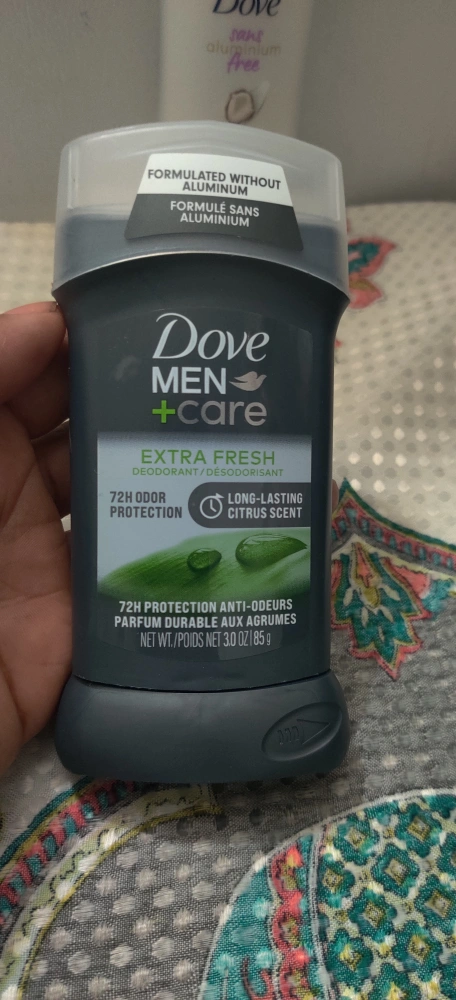 Dove
sans
aluminium
free
FORMULATED WITHOUT
ALUMINUM
FORMULÉ SANS
ALUMINIUM
Dove
MEN
+care
EXTRA FRESH
DEODORANT/DÉSODORISANT
72H ODOR
PROTECTION
LONG-LASTING
CITRUS SCENT
72H PROTECTION ANTI-ODEURS
PARFUM DURABLE AUX AGRUMES
NET WT./POIDS NET 3.0 OZ | 85 g